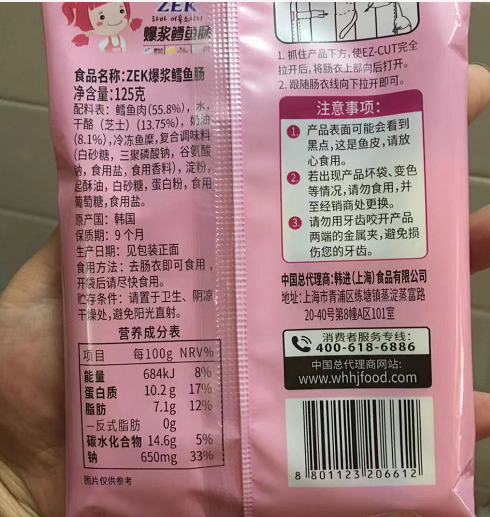 ZEK
爆浆鳕鱼肠
食品名称:ZEK爆浆鳕鱼肠
净含量:125克
配料表：鳕鱼肉(55.8%)，水，
干酪（芝士）(13.75%)，奶油
(8.1%)，冷冻鱼糜，复合调味料
(白砂糖，三聚磷酸钠，谷氨酸
钠，食用盐，食用香料)，淀粉，
起酥油，白砂糖，蛋白粉，食用
葡萄糖，食用盐。
原产国：韩国
保质期：9个月
生产日期：见包装正面
食用方法：去肠衣即可食用，
开袋后请尽快食用。
贮存条件：请置于卫生、阴凉
干燥处,避免阳光直射。
营养成分表
项目 每100g NRV%
能量 684kJ 8%
蛋白质 10.2g 17%
脂肪 7.1g 12%
—反式脂肪 0g
碳水化合物 14.6g 5%
钠 650mg 33%
图片仅供参考
1. 抓住产品下方,使EZ-CUT完全
拉开后,将肠衣上部向后打开。
2. 跟随肠衣线向下拉开即可。
注意事项：
1. 产品表面可能会看到
黑点,这是鱼皮,请放
心食用。
2. 若出现产品坏袋、变色
等情况,请勿食用,并
至经销商处更换。
3. 请勿用牙齿咬开产品
两端的金属夹,避免损
伤您的牙齿。
中国总代理商：韩进(上海)食品有限公司
地址：上海市青浦区练塘镇蒸淀蒸富路
20-40号第8幢A区101室
消费者服务专线：
400-618-6886
中国总代理商网站：
www.whhjfood.com
8 801123 206612